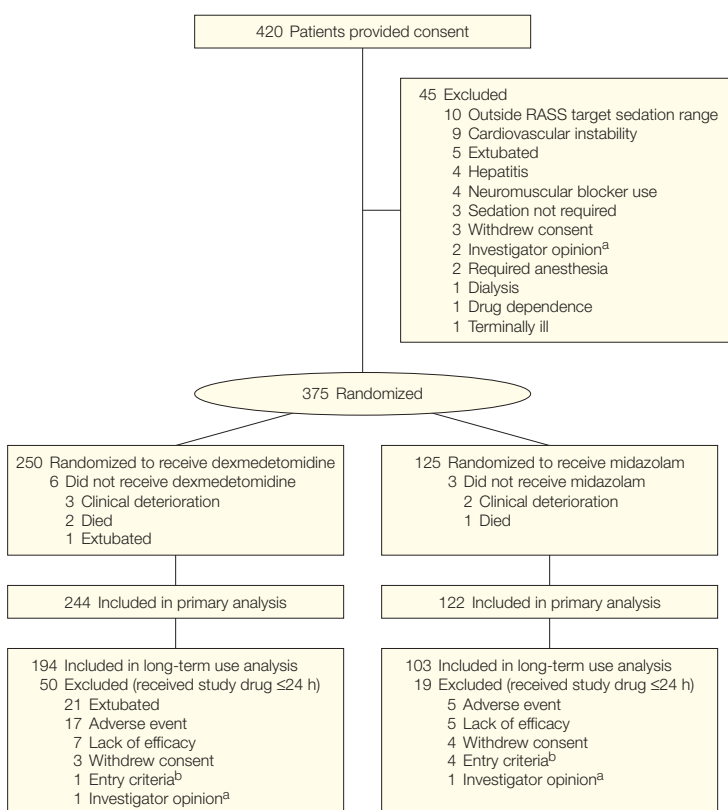 420 Patients provided consent
45 Excluded
10 Outside RASS target sedation range
9 Cardiovascular instability
5 Extubated
4 Hepatitis
4 Neuromuscular blocker use
3 Sedation not required
3 Withdrew consent
2 Investigator opinionᵃ
2 Required anesthesia
1 Dialysis
1 Drug dependence
1 Terminally ill
375 Randomized
250 Randomized to receive dexmedetomidine
6 Did not receive dexmedetomidine
3 Clinical deterioration
2 Died
1 Extubated
125 Randomized to receive midazolam
3 Did not receive midazolam
2 Clinical deterioration
1 Died
244 Included in primary analysis
122 Included in primary analysis
194 Included in long-term use analysis
50 Excluded (received study drug ≤24 h)
21 Extubated
17 Adverse event
7 Lack of efficacy
3 Withdrew consent
1 Entry criteriaᵇ
1 Investigator opinionᵃ
103 Included in long-term use analysis
19 Excluded (received study drug ≤24 h)
5 Adverse event
5 Lack of efficacy
4 Withdrew consent
4 Entry criteriaᵇ
1 Investigator opinionᵃ